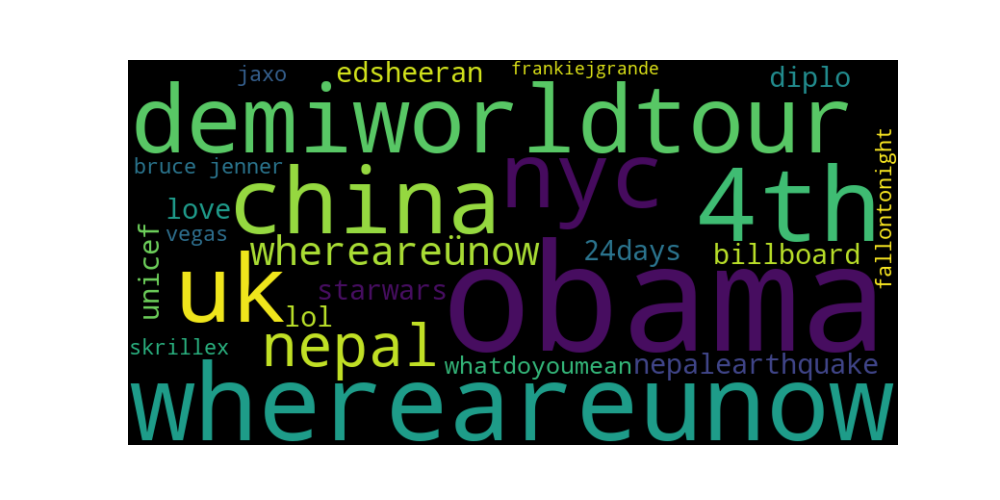 jaxo
edsheeran
frankiejgrande
diplo
demiworldtour
bruce jenner
nyc
china
4th
fallontonight
love
vegas
unicef
whereareünow
24days
billboard
uk
obama
starwars
lol
nepal
skrillex
whatdoyoumean
nepalearthquake
whereareunow